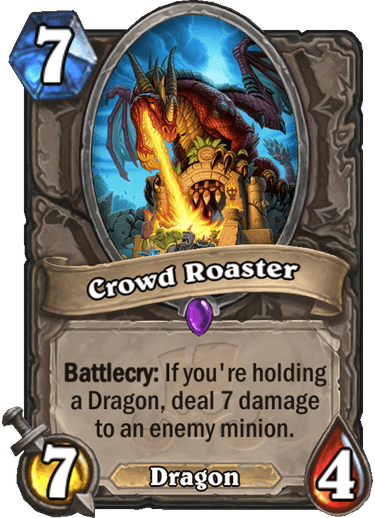 7
Crowd Roaster
Battlecry: If you're holding
a Dragon, deal 7 damage
to an enemy minion.
7
Dragon
4